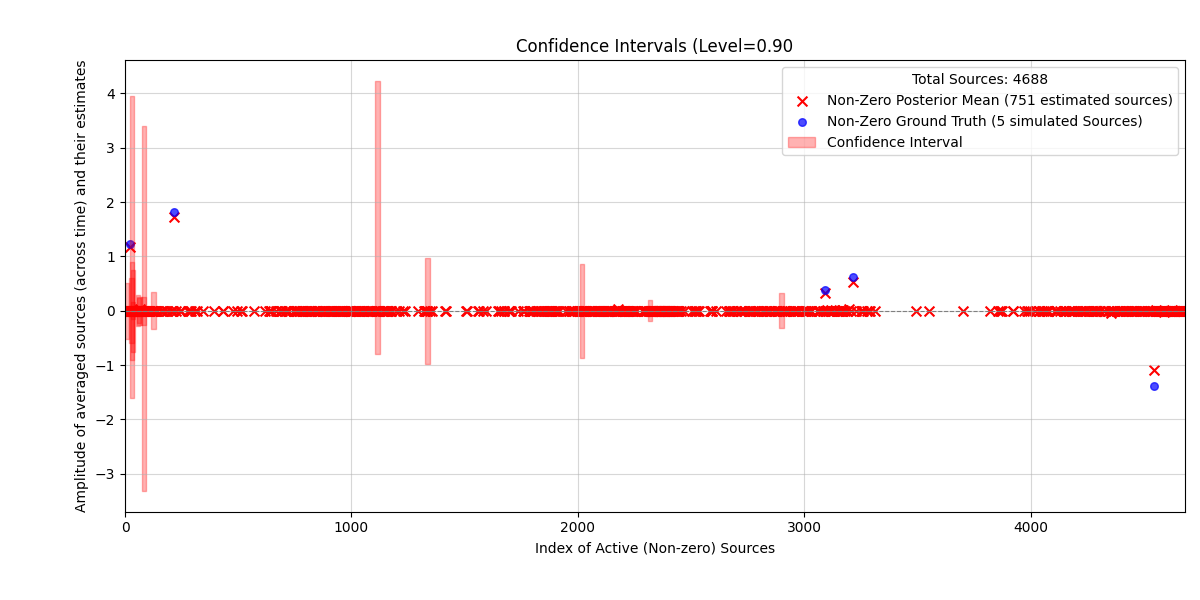 Confidence Intervals (Level=0.90
Total Sources: 4688
Non-Zero Posterior Mean (751 estimated sources)
Non-Zero Ground Truth (5 simulated Sources)
Confidence Interval
Amplitude of averaged sources (across time) and their estimates
4
3
2
1
0
−1
−2
−3
0 1000 2000 3000 4000
Index of Active (Non-zero) Sources